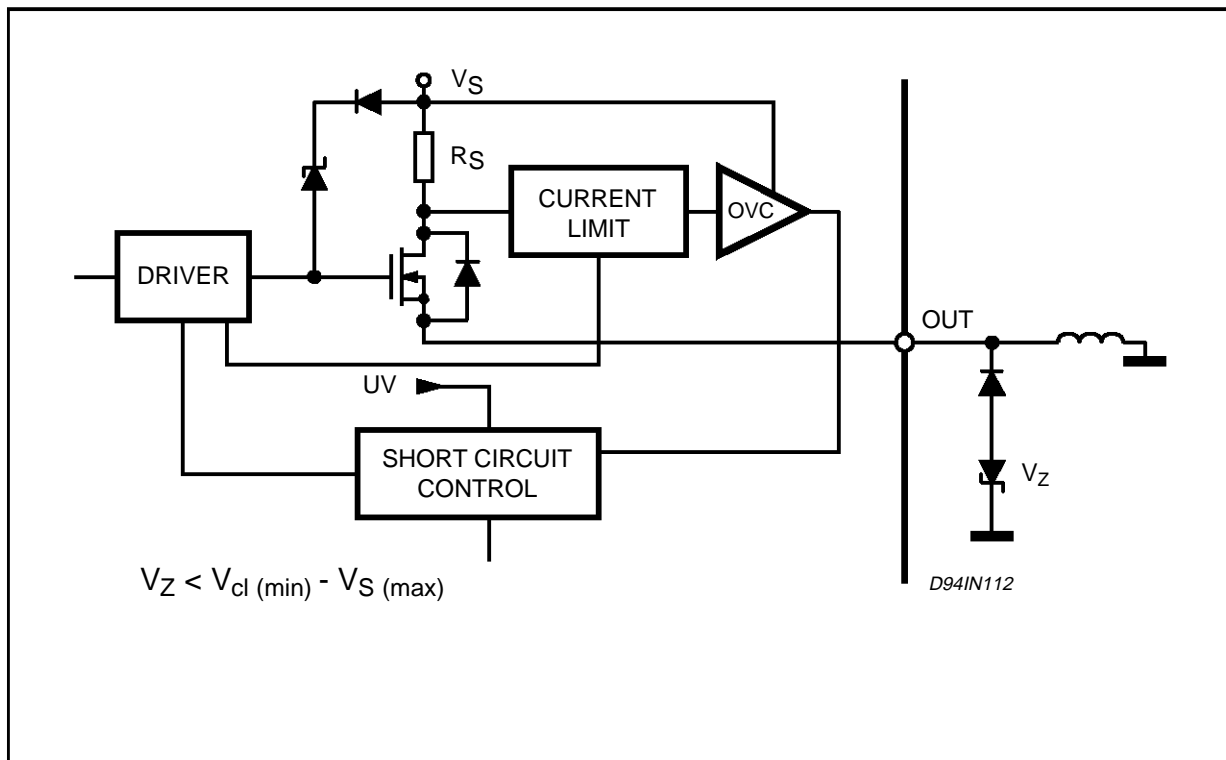 VS
RS
CURRENT
LIMIT
OVC
DRIVER
OUT
UV
SHORT CIRCUIT
CONTROL
VZ
VZ < Vcl (min) - VS (max)
D94IN112